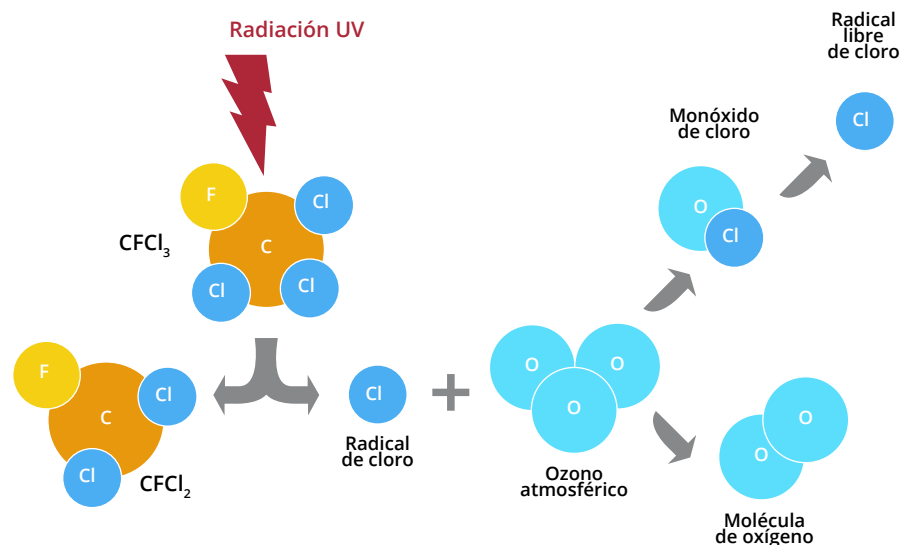 Radiación UV
Radical
libre
de cloro
Monóxido
de cloro
Cl
O
Cl
F
Cl
C
CFCl₃
Cl
Cl
F
Cl
C
Cl
CFCl₂
Cl
Radical
de cloro
+
O
O
O
Ozono
atmosférico
O
O
Molécula
de oxígeno